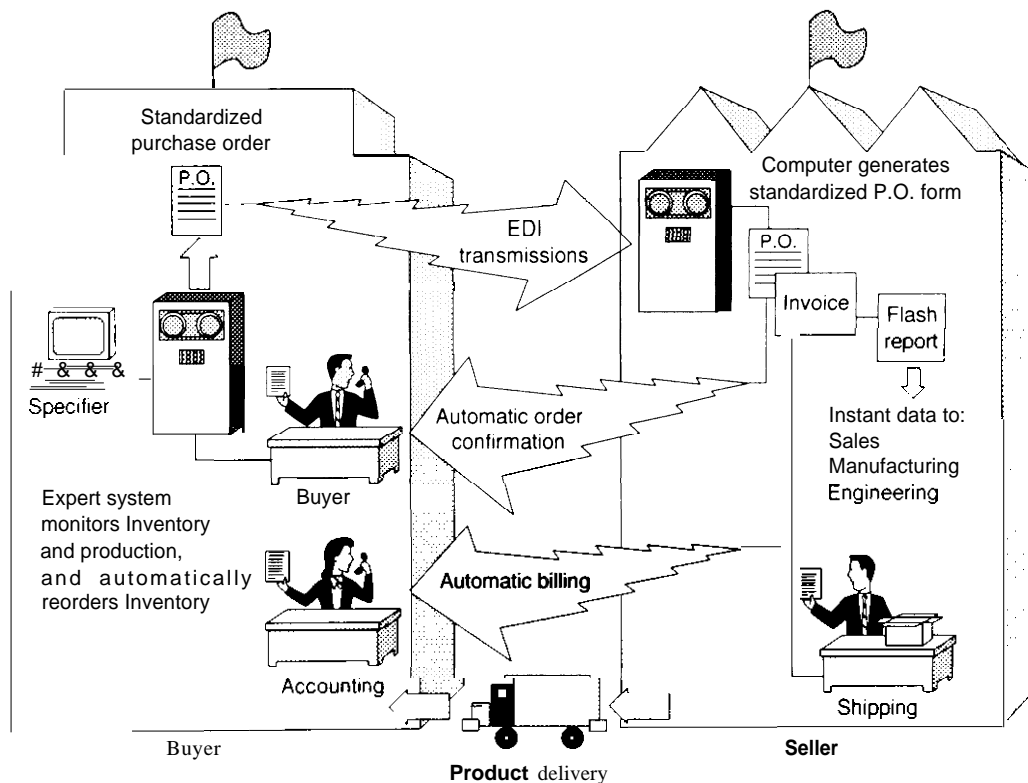 Standardized
purchase order
P.O.
EDI
transmissions
Computer generates
standardized P.O. form
P.O.
Invoice
Flash
report
Instant data to:
Sales
Manufacturing
Engineering
# & & &
Specifier
Automatic order
confirmation
Buyer
Expert system
monitors Inventory
and production,
and automatically
reorders Inventory
Automatic billing
Accounting
Shipping
Buyer
Seller
Product delivery